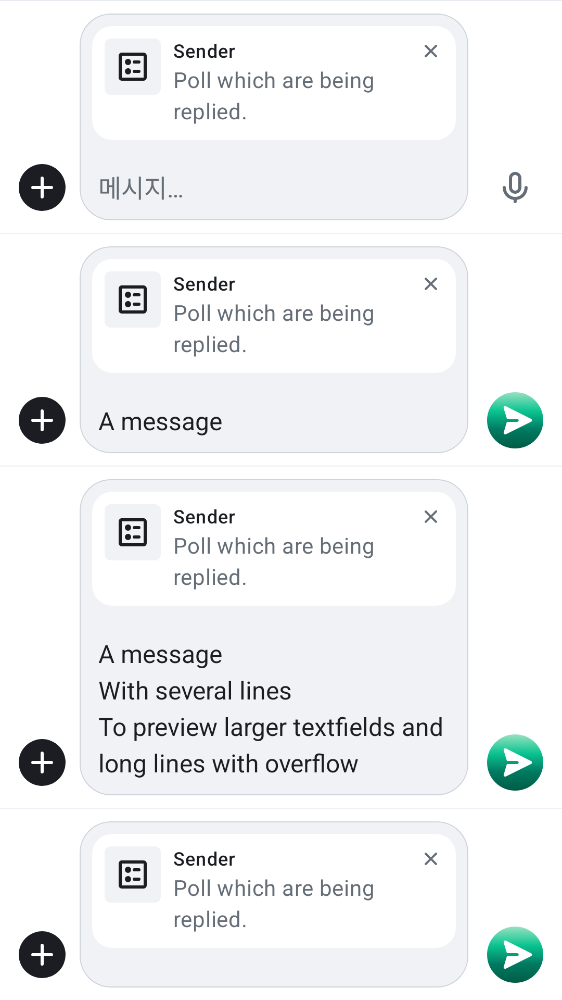 Sender
Poll which are being
replied.
메시지...
Sender
Poll which are being
replied.
A message
Sender
Poll which are being
replied.
A message
With several lines
To preview larger textfields and
long lines with overflow
Sender
Poll which are being
replied.